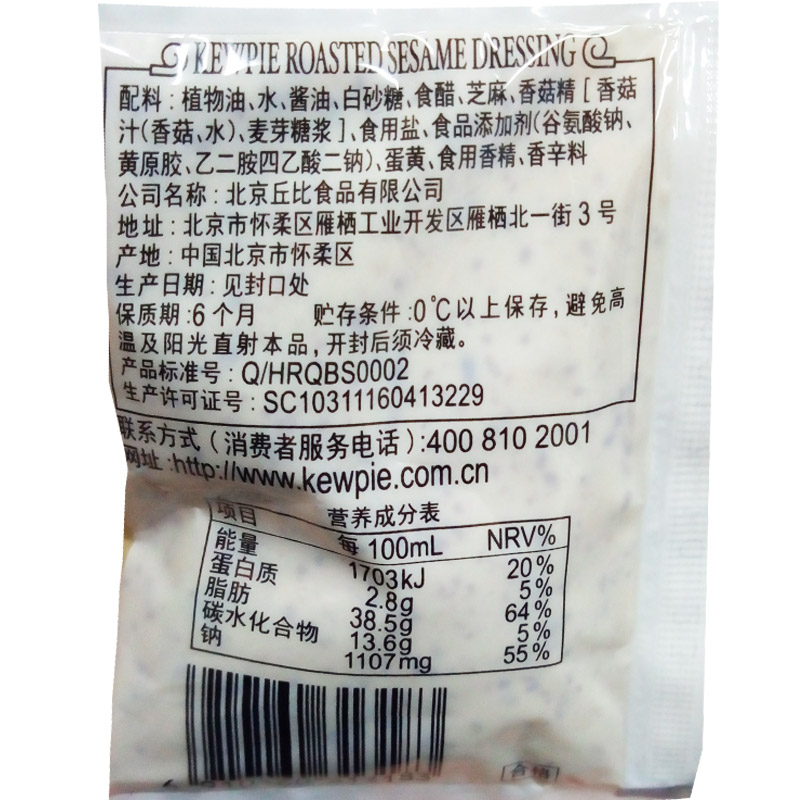 KEWPIE ROASTED SESAME DRESSING
配料:植物油、水、酱油、白砂糖、食醋、芝麻、香菇精[香菇
汁(香菇、水)、麦芽糖浆]、食用盐、食品添加剂(谷氨酸钠、
黄原胶、乙二胺四乙酸二钠)、蛋黄、食用香精、香辛料
公司名称:北京丘比食品有限公司
地址:北京市怀柔区雁栖工业开发区雁栖北一街3号
产地:中国北京市怀柔区
生产日期:见封口处
保质期:6个月 贮存条件:0℃以上保存,避免高
温及阳光直射本品,开封后须冷藏。
产品标准号:Q/HRQBS0002
生产许可证号:SC10311160413229
联系方式(消费者服务电话):400 810 2001
网址:http://www.kewpie.com.cn
营养成分表
项目 每100mL NRV%
能量 1703kJ 20%
蛋白质 2.8g 5%
脂肪 38.5g 64%
碳水化合物 13.6g 5%
钠 1107mg 55%